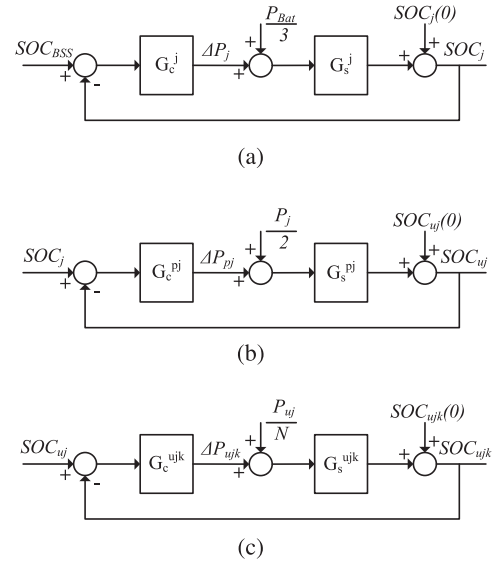 SOC_BSS + - G_c^j ΔP_j + + P_Bat/3 G_s^j + + SOC_j(0) SOC_j
(a)
SOC_j + - G_c^pj ΔP_pj + + P_j/2 G_s^pj + + SOC_uj(0) SOC_uj
(b)
SOC_uj + - G_c^ujk ΔP_ujk + + P_uj/N G_s^ujk + + SOC_ujk(0) SOC_ujk
(c)